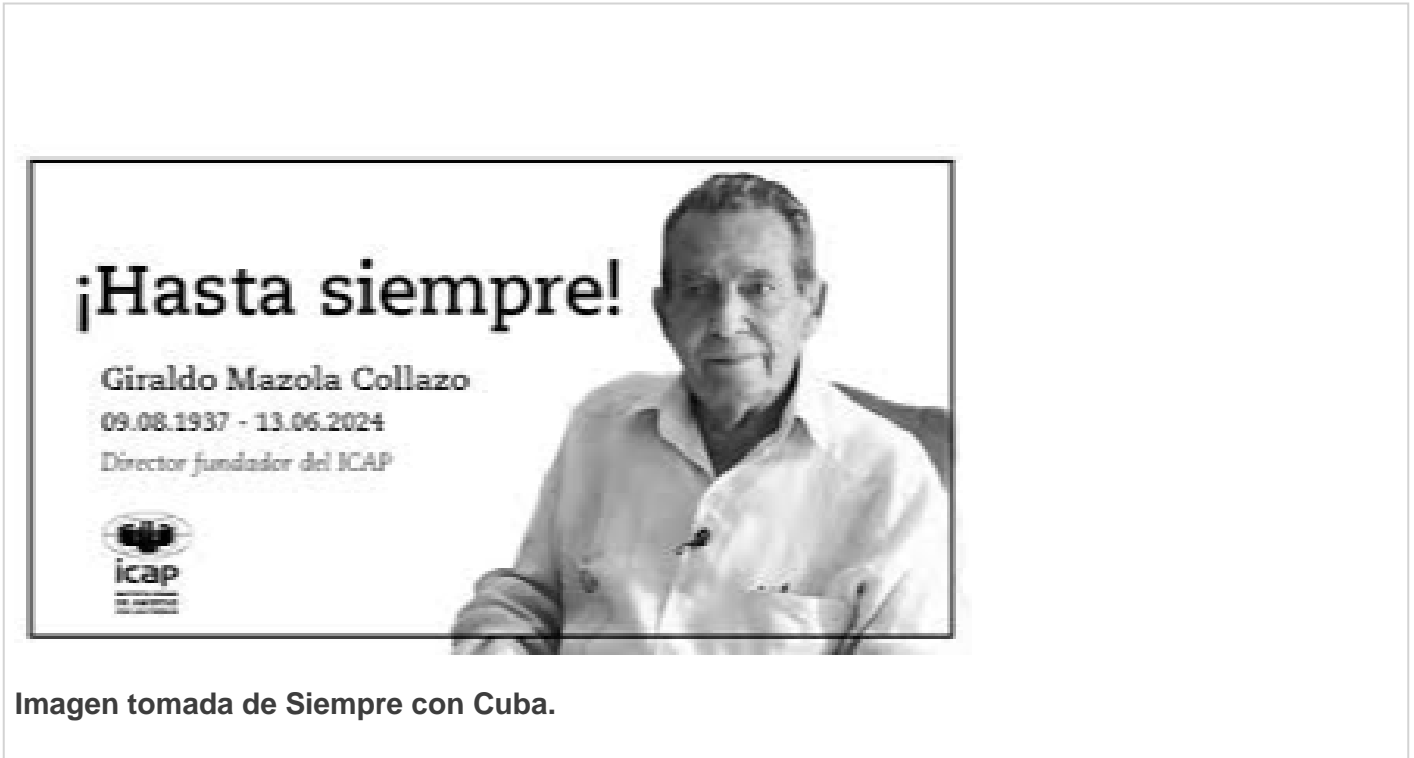 ¡Hasta siempre!
Giraldo Mazola Collazo
09.08.1937 - 13.06.2024
Director fundador del ICAP
icap
Imagen tomada de Siempre con Cuba.